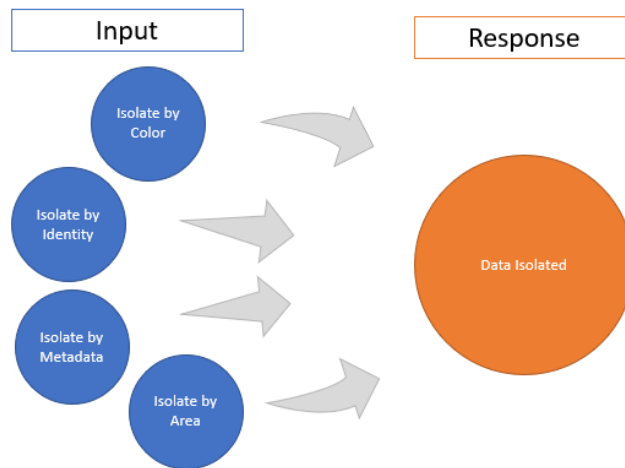 Input
Response
Isolate by
Color
Isolate by
Identity
Isolate by
Metadata
Isolate by
Area
Data Isolated